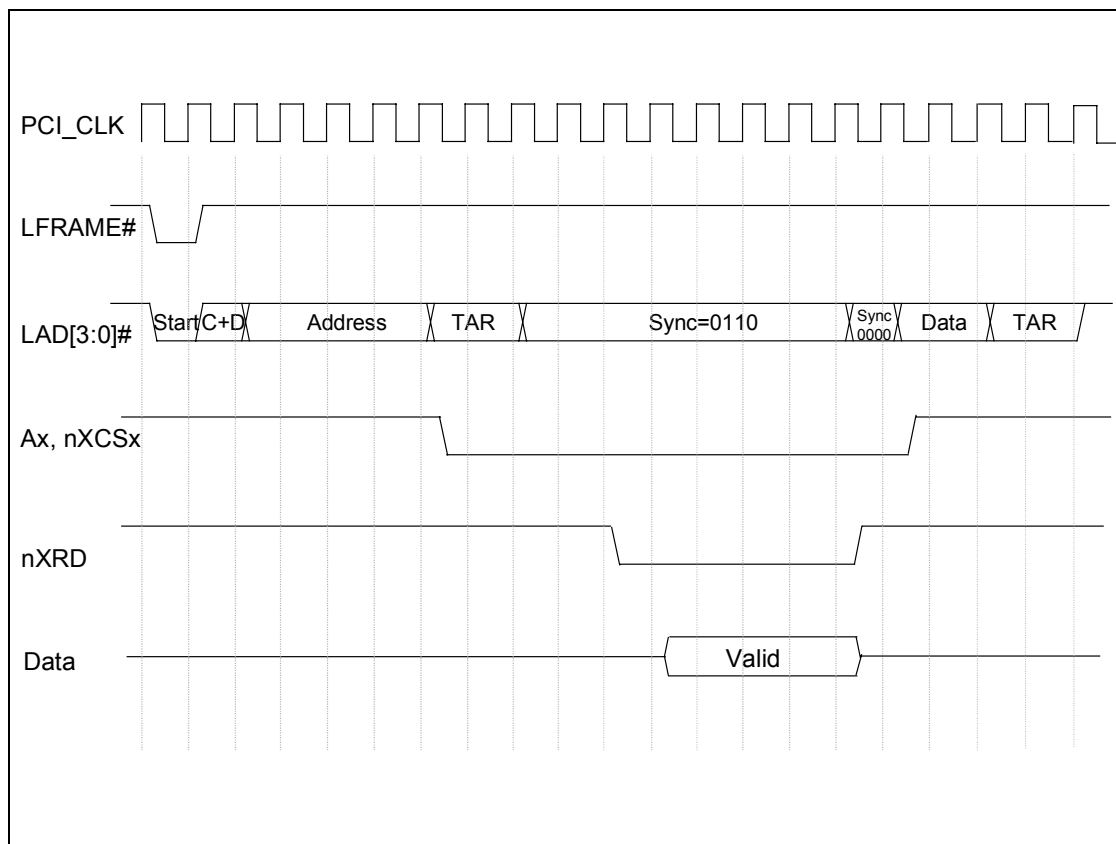 PCI_CLK
LFRAME#
LAD[3:0]#
Start C+D Address TAR Sync=0110 Sync 0000 Data TAR
Ax, nXCSx
nXRD
Data
Valid